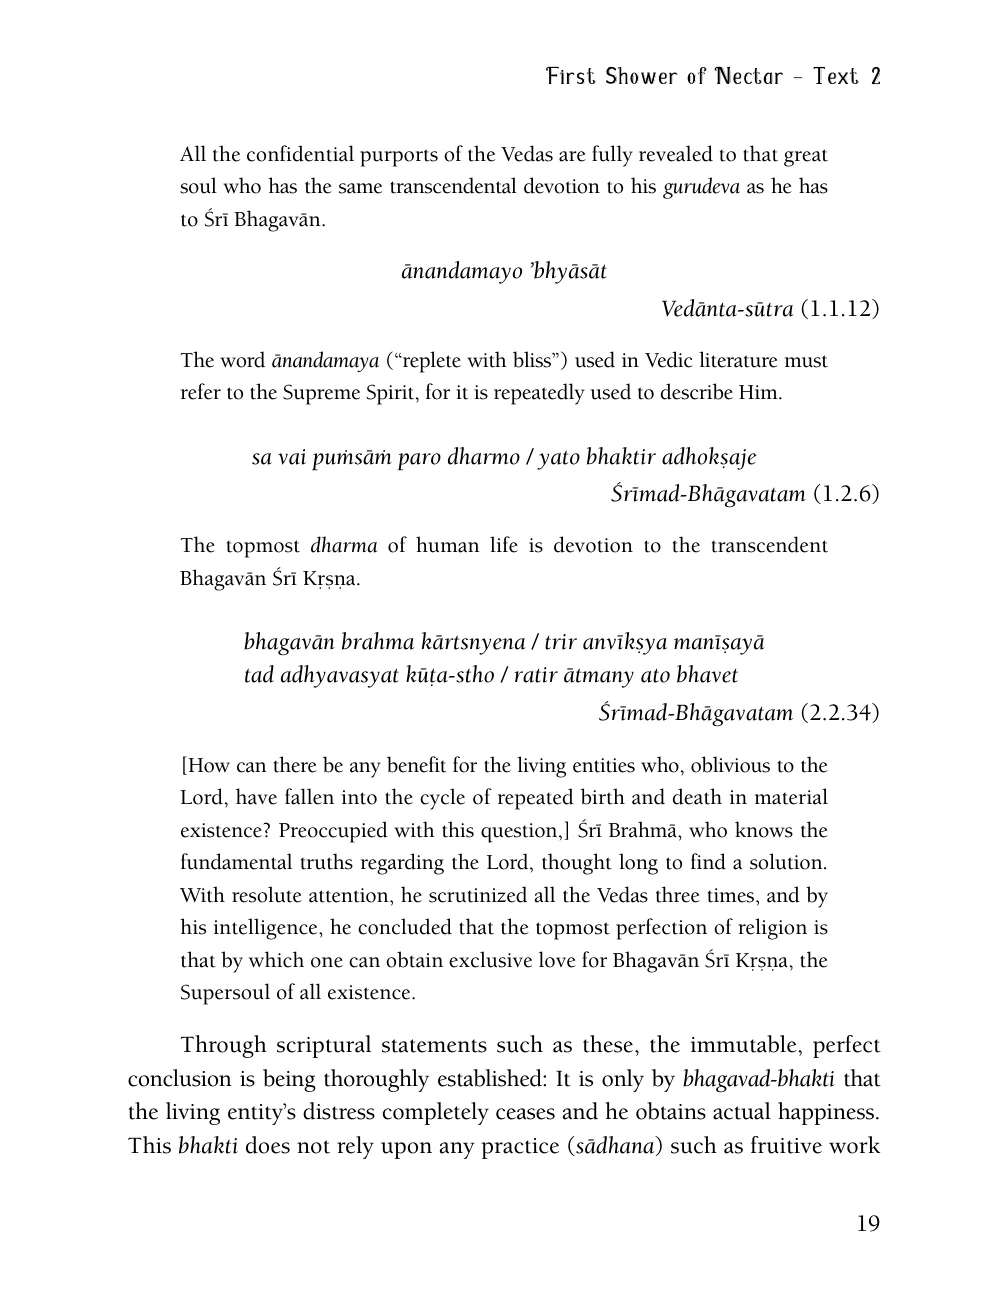 First Shower of Nectar – Text 2
All the confidential purports of the Vedas are fully revealed to that great
soul who has the same transcendental devotion to his gurudeva as he has
to Śrī Bhagavān.
ānandamayo ’bhyāsāt
Vedānta-sūtra (1.1.12)
The word ānandamaya (“replete with bliss”) used in Vedic literature must
refer to the Supreme Spirit, for it is repeatedly used to describe Him.
sa vai puṁsāṁ paro dharmo / yato bhaktir adhokṣaje
Śrīmad-Bhāgavatam (1.2.6)
The topmost dharma of human life is devotion to the transcendent
Bhagavān Śrī Kṛṣṇa.
bhagavān brahma kārtsnyena / trir anvīkṣya manīṣayā
tad adhyavasyat kūṭa-stho / ratir ātmany ato bhavet
Śrīmad-Bhāgavatam (2.2.34)
[How can there be any benefit for the living entities who, oblivious to the
Lord, have fallen into the cycle of repeated birth and death in material
existence? Preoccupied with this question,] Śrī Brahmā, who knows the
fundamental truths regarding the Lord, thought long to find a solution.
With resolute attention, he scrutinized all the Vedas three times, and by
his intelligence, he concluded that the topmost perfection of religion is
that by which one can obtain exclusive love for Bhagavān Śrī Kṛṣṇa, the
Supersoul of all existence.
Through scriptural statements such as these, the immutable, perfect
conclusion is being thoroughly established: It is only by bhagavad-bhakti that
the living entity’s distress completely ceases and he obtains actual happiness.
This bhakti does not rely upon any practice (sādhana) such as fruitive work
19